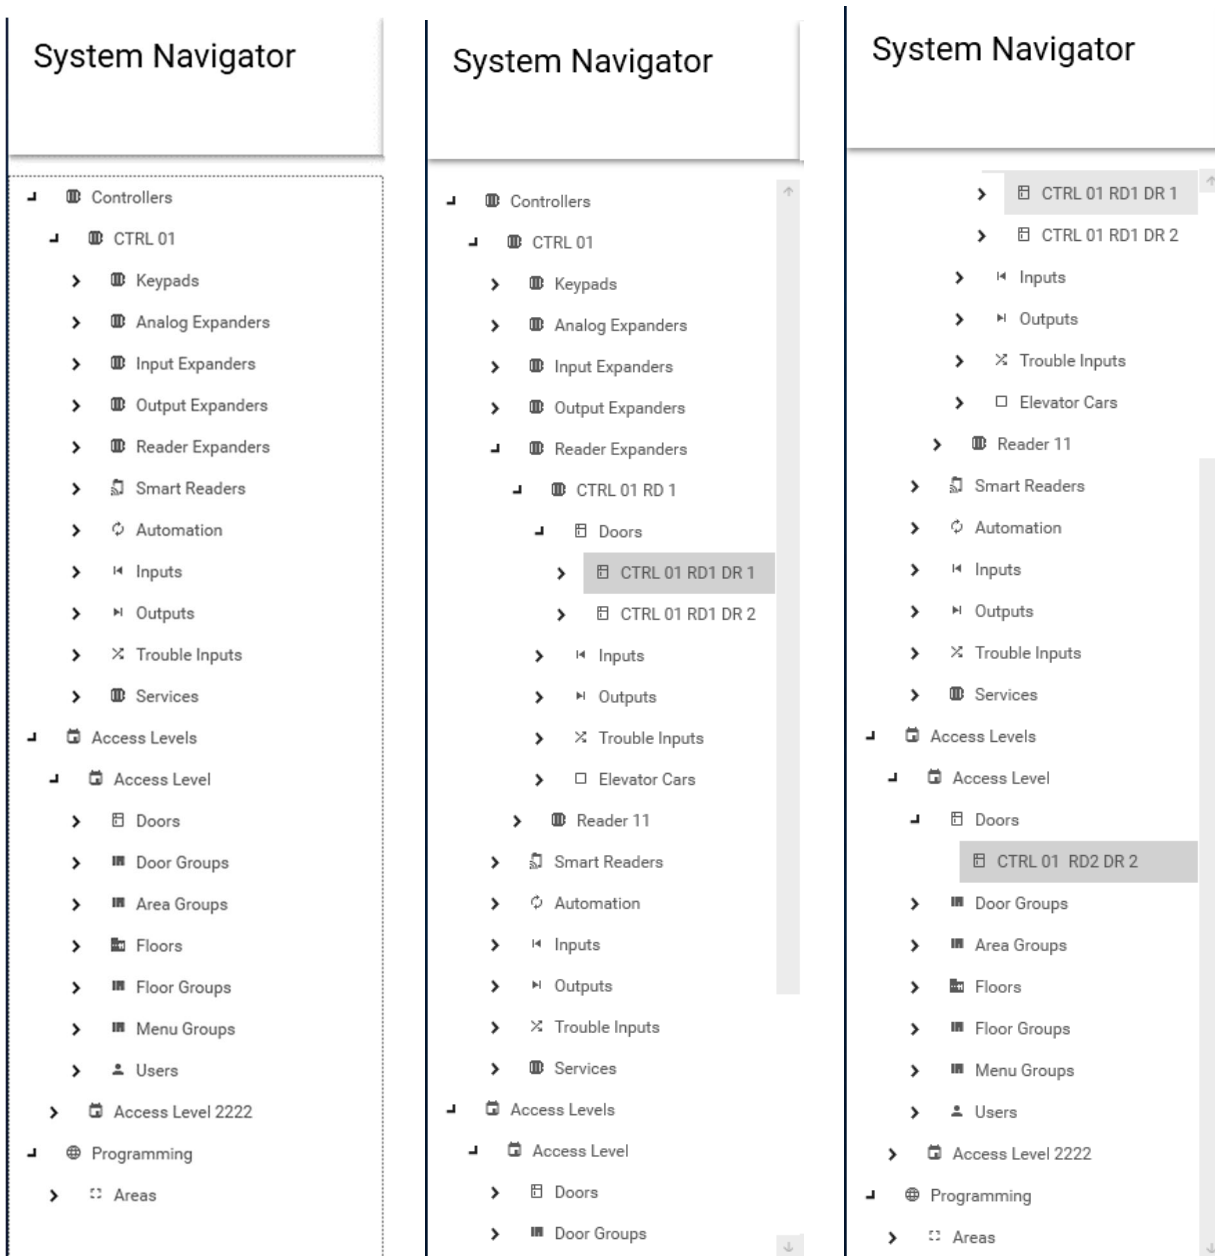 System Navigator
Controllers
CTRL 01
Keypads
Analog Expanders
Input Expanders
Output Expanders
Reader Expanders
Smart Readers
Automation
Inputs
Outputs
Trouble Inputs
Services
Access Levels
Access Level
Doors
Door Groups
Area Groups
Floors
Floor Groups
Menu Groups
Users
Access Level 2222
Programming
Areas
System Navigator
Controllers
CTRL 01
Keypads
Analog Expanders
Input Expanders
Output Expanders
Reader Expanders
CTRL 01 RD 1
Doors
CTRL 01 RD1 DR 1
CTRL 01 RD1 DR 2
Inputs
Outputs
Trouble Inputs
Elevator Cars
Reader 11
Smart Readers
Automation
Inputs
Outputs
Trouble Inputs
Services
Access Levels
Access Level
Doors
Door Groups
System Navigator
CTRL 01 RD1 DR 1
CTRL 01 RD1 DR 2
Inputs
Outputs
Trouble Inputs
Elevator Cars
Reader 11
Smart Readers
Automation
Inputs
Outputs
Trouble Inputs
Services
Access Levels
Access Level
Doors
CTRL 01  RD2 DR 2
Door Groups
Area Groups
Floors
Floor Groups
Menu Groups
Users
Access Level 2222
Programming
Areas